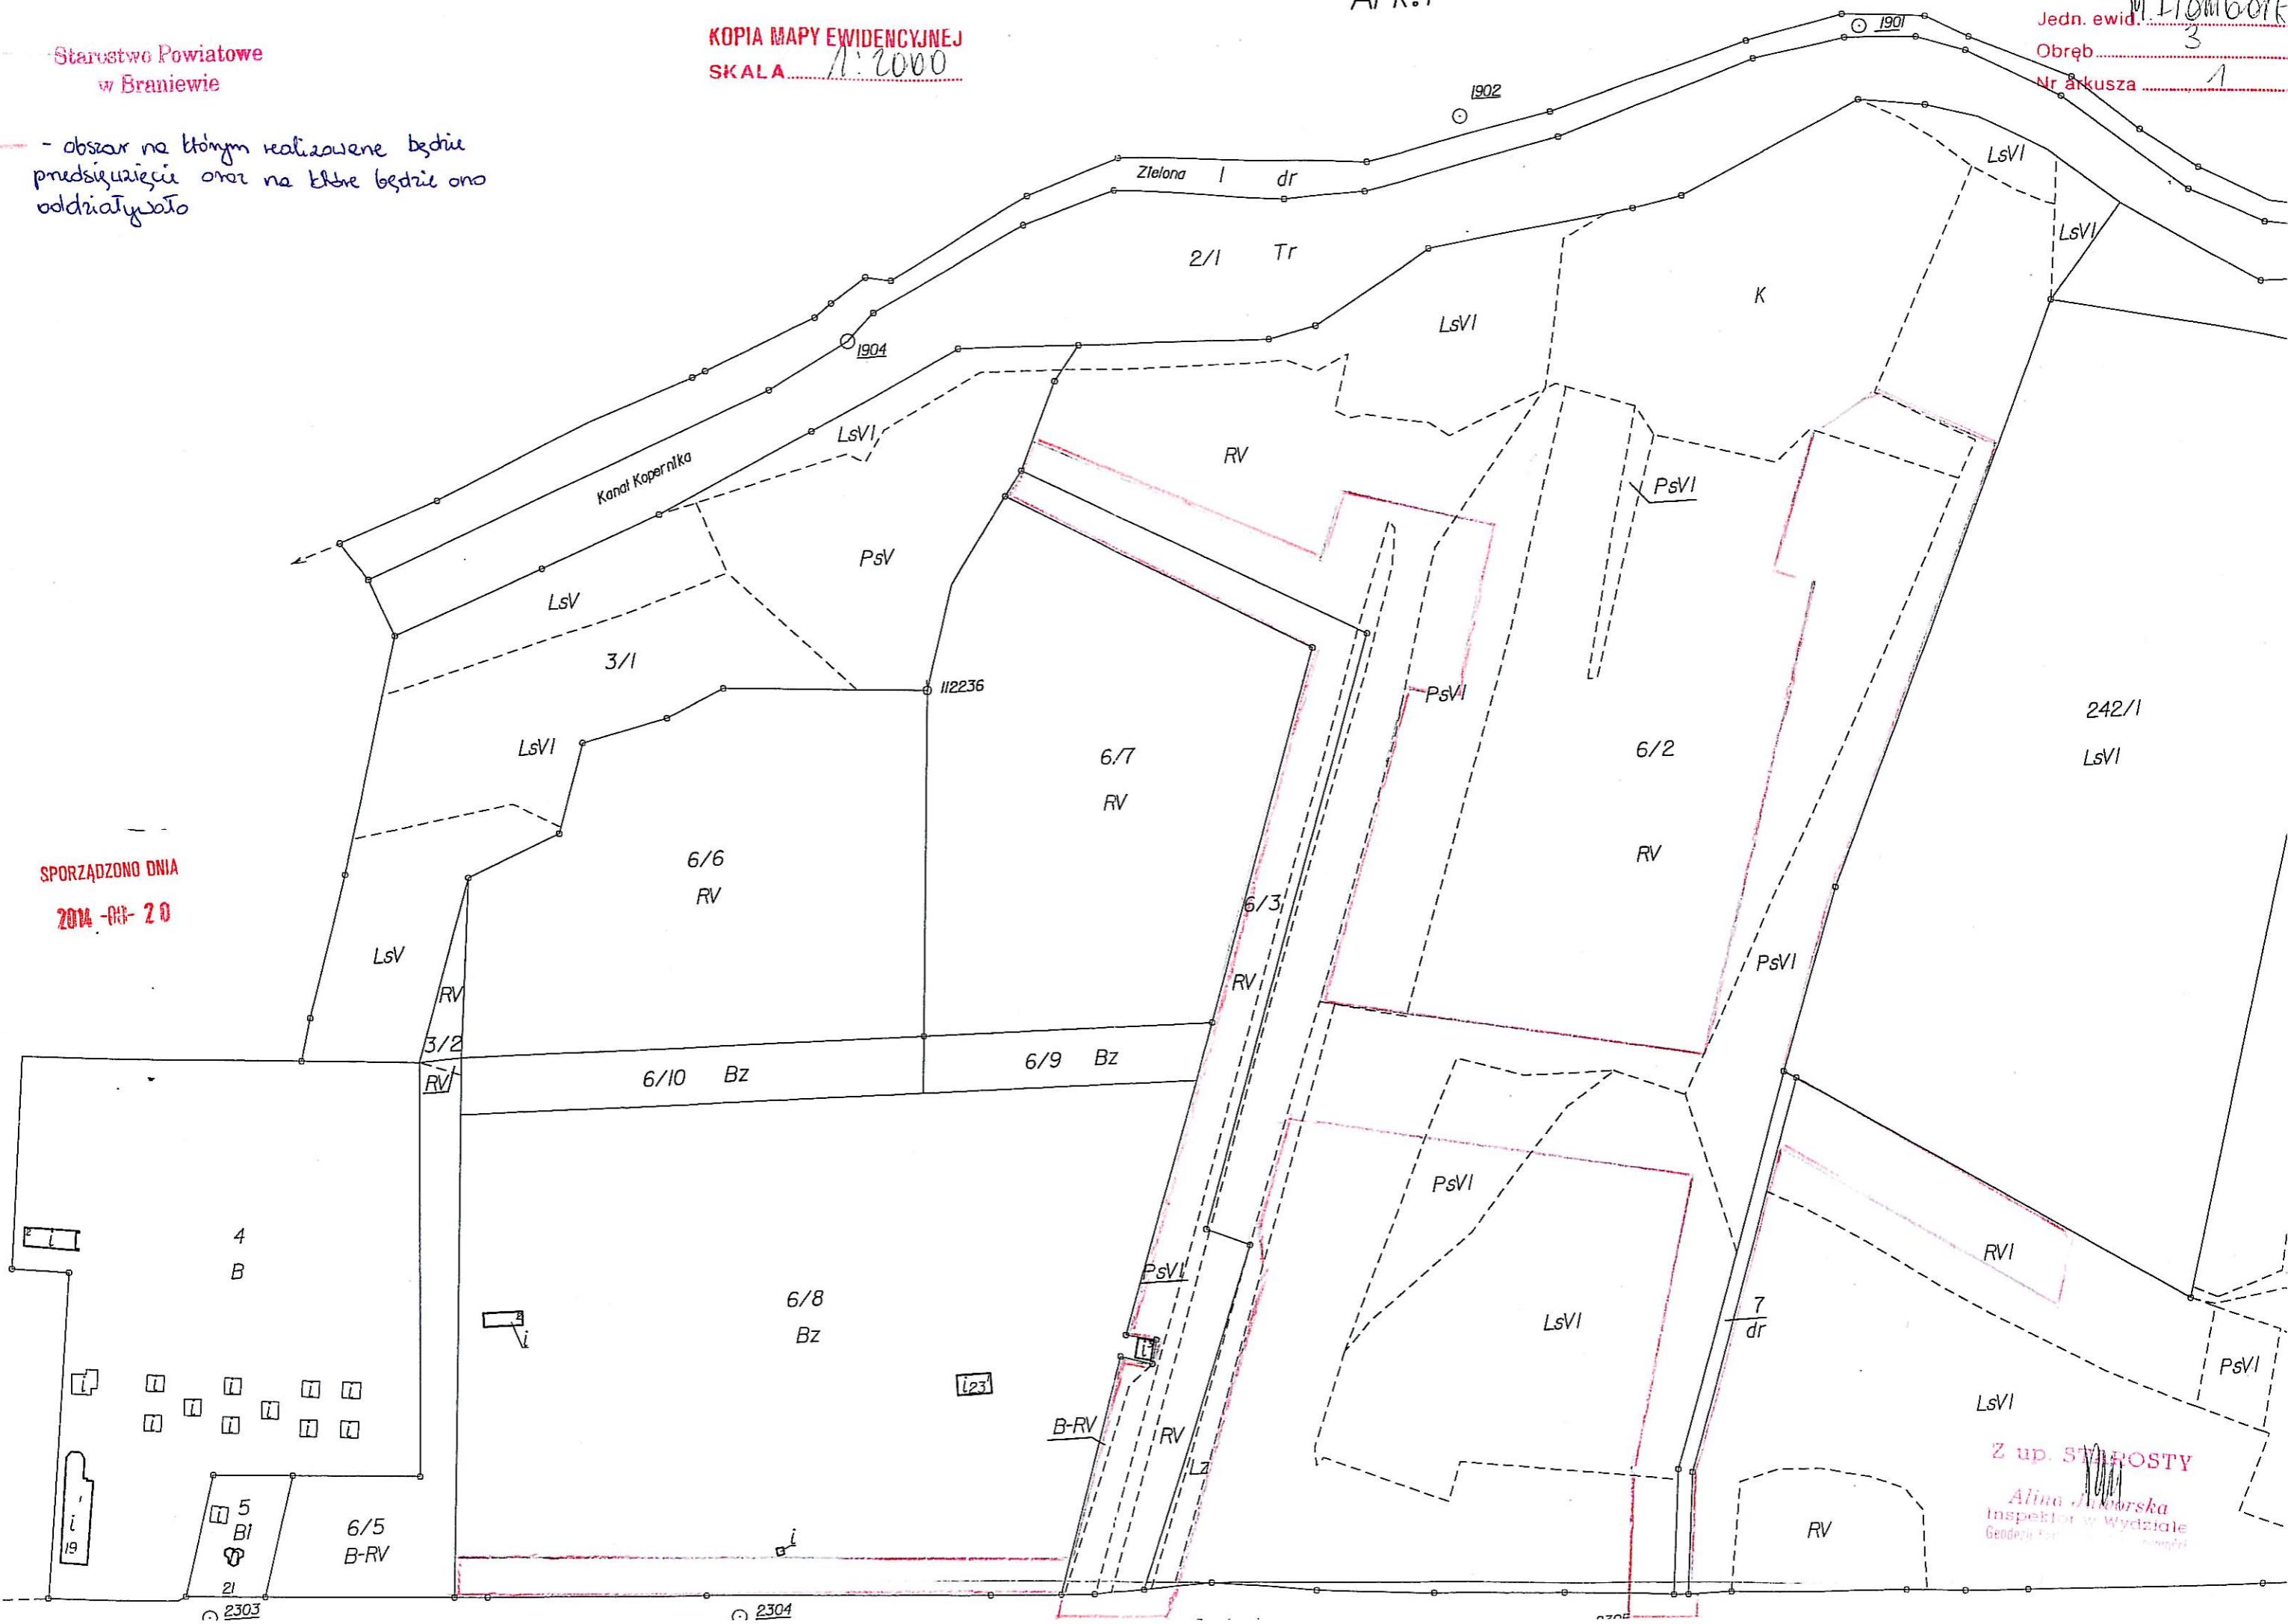 Starostwo Powiatowe
w Braniewie
KOPIA MAPY EWIDENCYJNEJ
SKALA 1:2000
Jedn. ewid.
Obręb 3
Nr arkusza 1
- obszar na którym realizowane będzie
przedsięwzięcie oraz na które będzie ono
oddziaływało
1901
1902
Zielona 1 dr
LsVI
LsVI
2/1 Tr
K
LsVI
1904
LsVI
RV
Kanał Kopernika
PsVI
PsV
LsV
3/1
112236
PsVI
242/1
LsVI
LsVI
6/7
RV
6/2
RV
6/6
RV
SPORZĄDZONO DNIA
6/3
LsV
RV
RV
PsVI
3/2
RV
6/10 Bz
6/9 Bz
PsVI
4
B
i
RVI
PsVI
6/8
Bz
i
LsVI
7
dr
i
PsVI
i
i
i
i
i
i
i
i
i
i
i
i23
LsVI
B-RV
RV
Lz
Z up. STAROSTY
Alina Jaworska
Inspektor w Wydziale
i
19
i
5
Bi
21
6/5
B-RV
i
RV
2303
2304